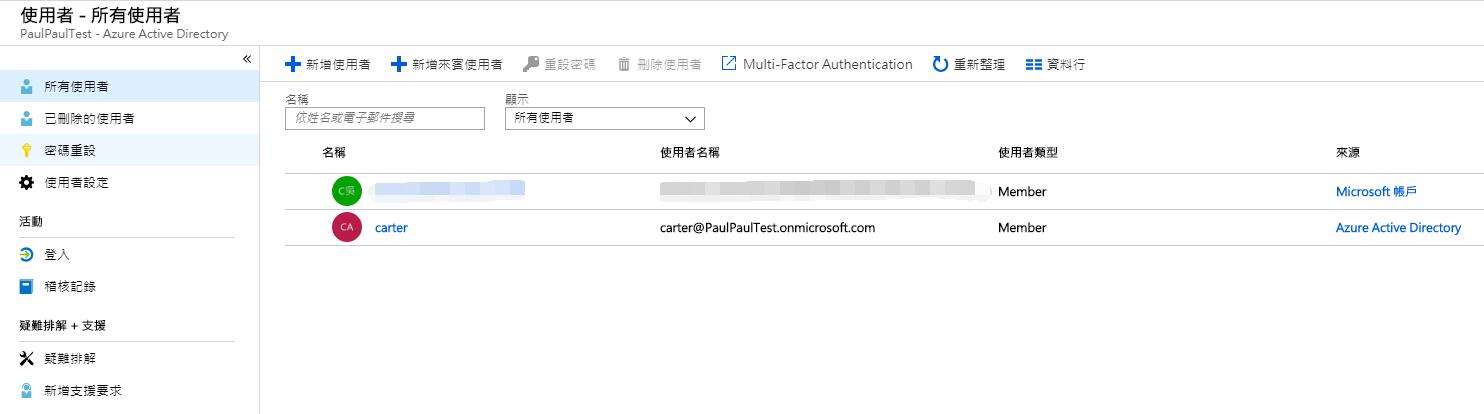 使用者 - 所有使用者
PaulPaulTest - Azure Active Directory
«
所有使用者
已刪除的使用者
密碼重設
使用者設定
活動
登入
稽核記錄
疑難排解 + 支援
疑難排解
新增支援要求
新增使用者 新增來賓使用者 重設密碼 刪除使用者 Multi-Factor Authentication 重新整理 資料行
名稱 顯示
依姓名或電子郵件搜尋 所有使用者
名稱 使用者名稱 使用者類型 來源
C吳 Member Microsoft 帳戶
CA carter carter@PaulPaulTest.onmicrosoft.com Member Azure Active Directory